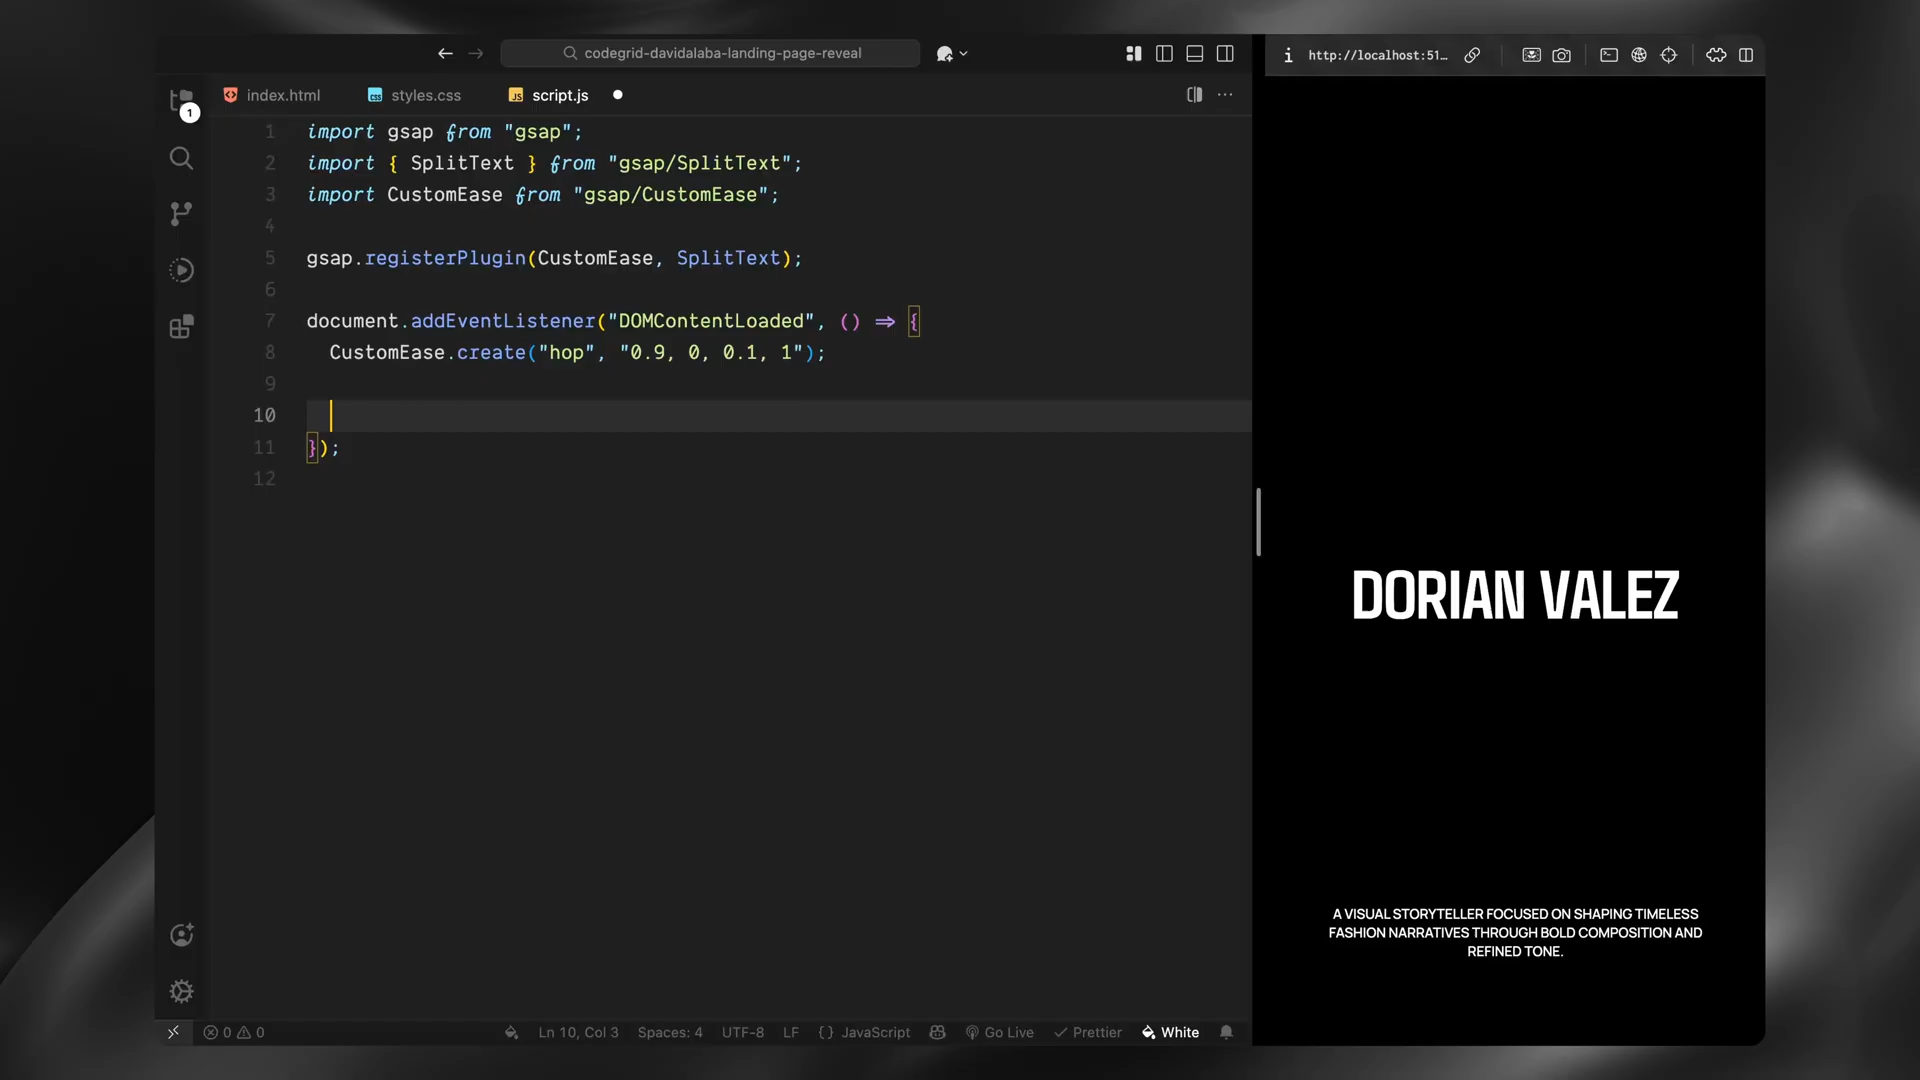 codegrid-davidalaba-landing-page-reveal
http://localhost:51...
1
index.html
styles.css
script.js
1 import gsap from "gsap";
2 import { SplitText } from "gsap/SplitText";
3 import CustomEase from "gsap/CustomEase";
4
5 gsap.registerPlugin(CustomEase, SplitText);
6
7 document.addEventListener("DOMContentLoaded", () => {
8 CustomEase.create("hop", "0.9, 0, 0.1, 1");
9
10
11 });
12
DORIAN VALEZ
A VISUAL STORYTELLER FOCUSED ON SHAPING TIMELESS
FASHION NARRATIVES THROUGH BOLD COMPOSITION AND
REFINED TONE.
0 0 Ln 10, Col 3 Spaces: 4 UTF-8 LF {} JavaScript Go Live Prettier White